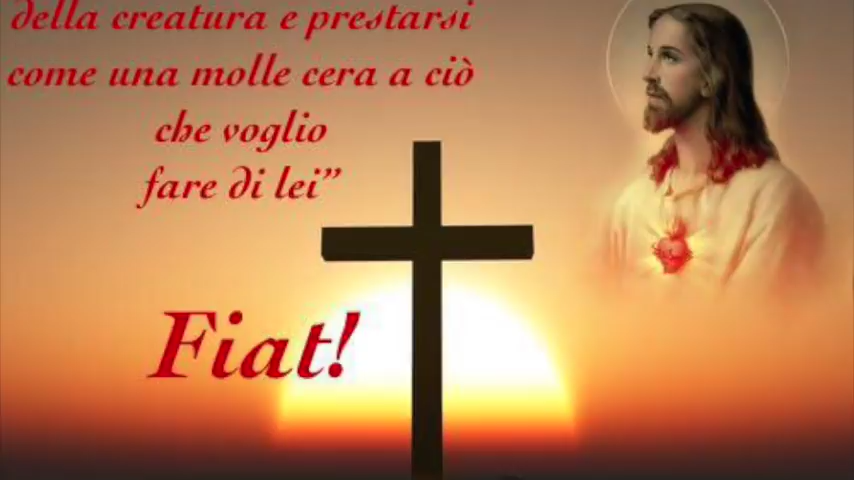 della creatura e prestarsi
come una molle cera a ciò
che voglio
fare di lei”
Fiat!